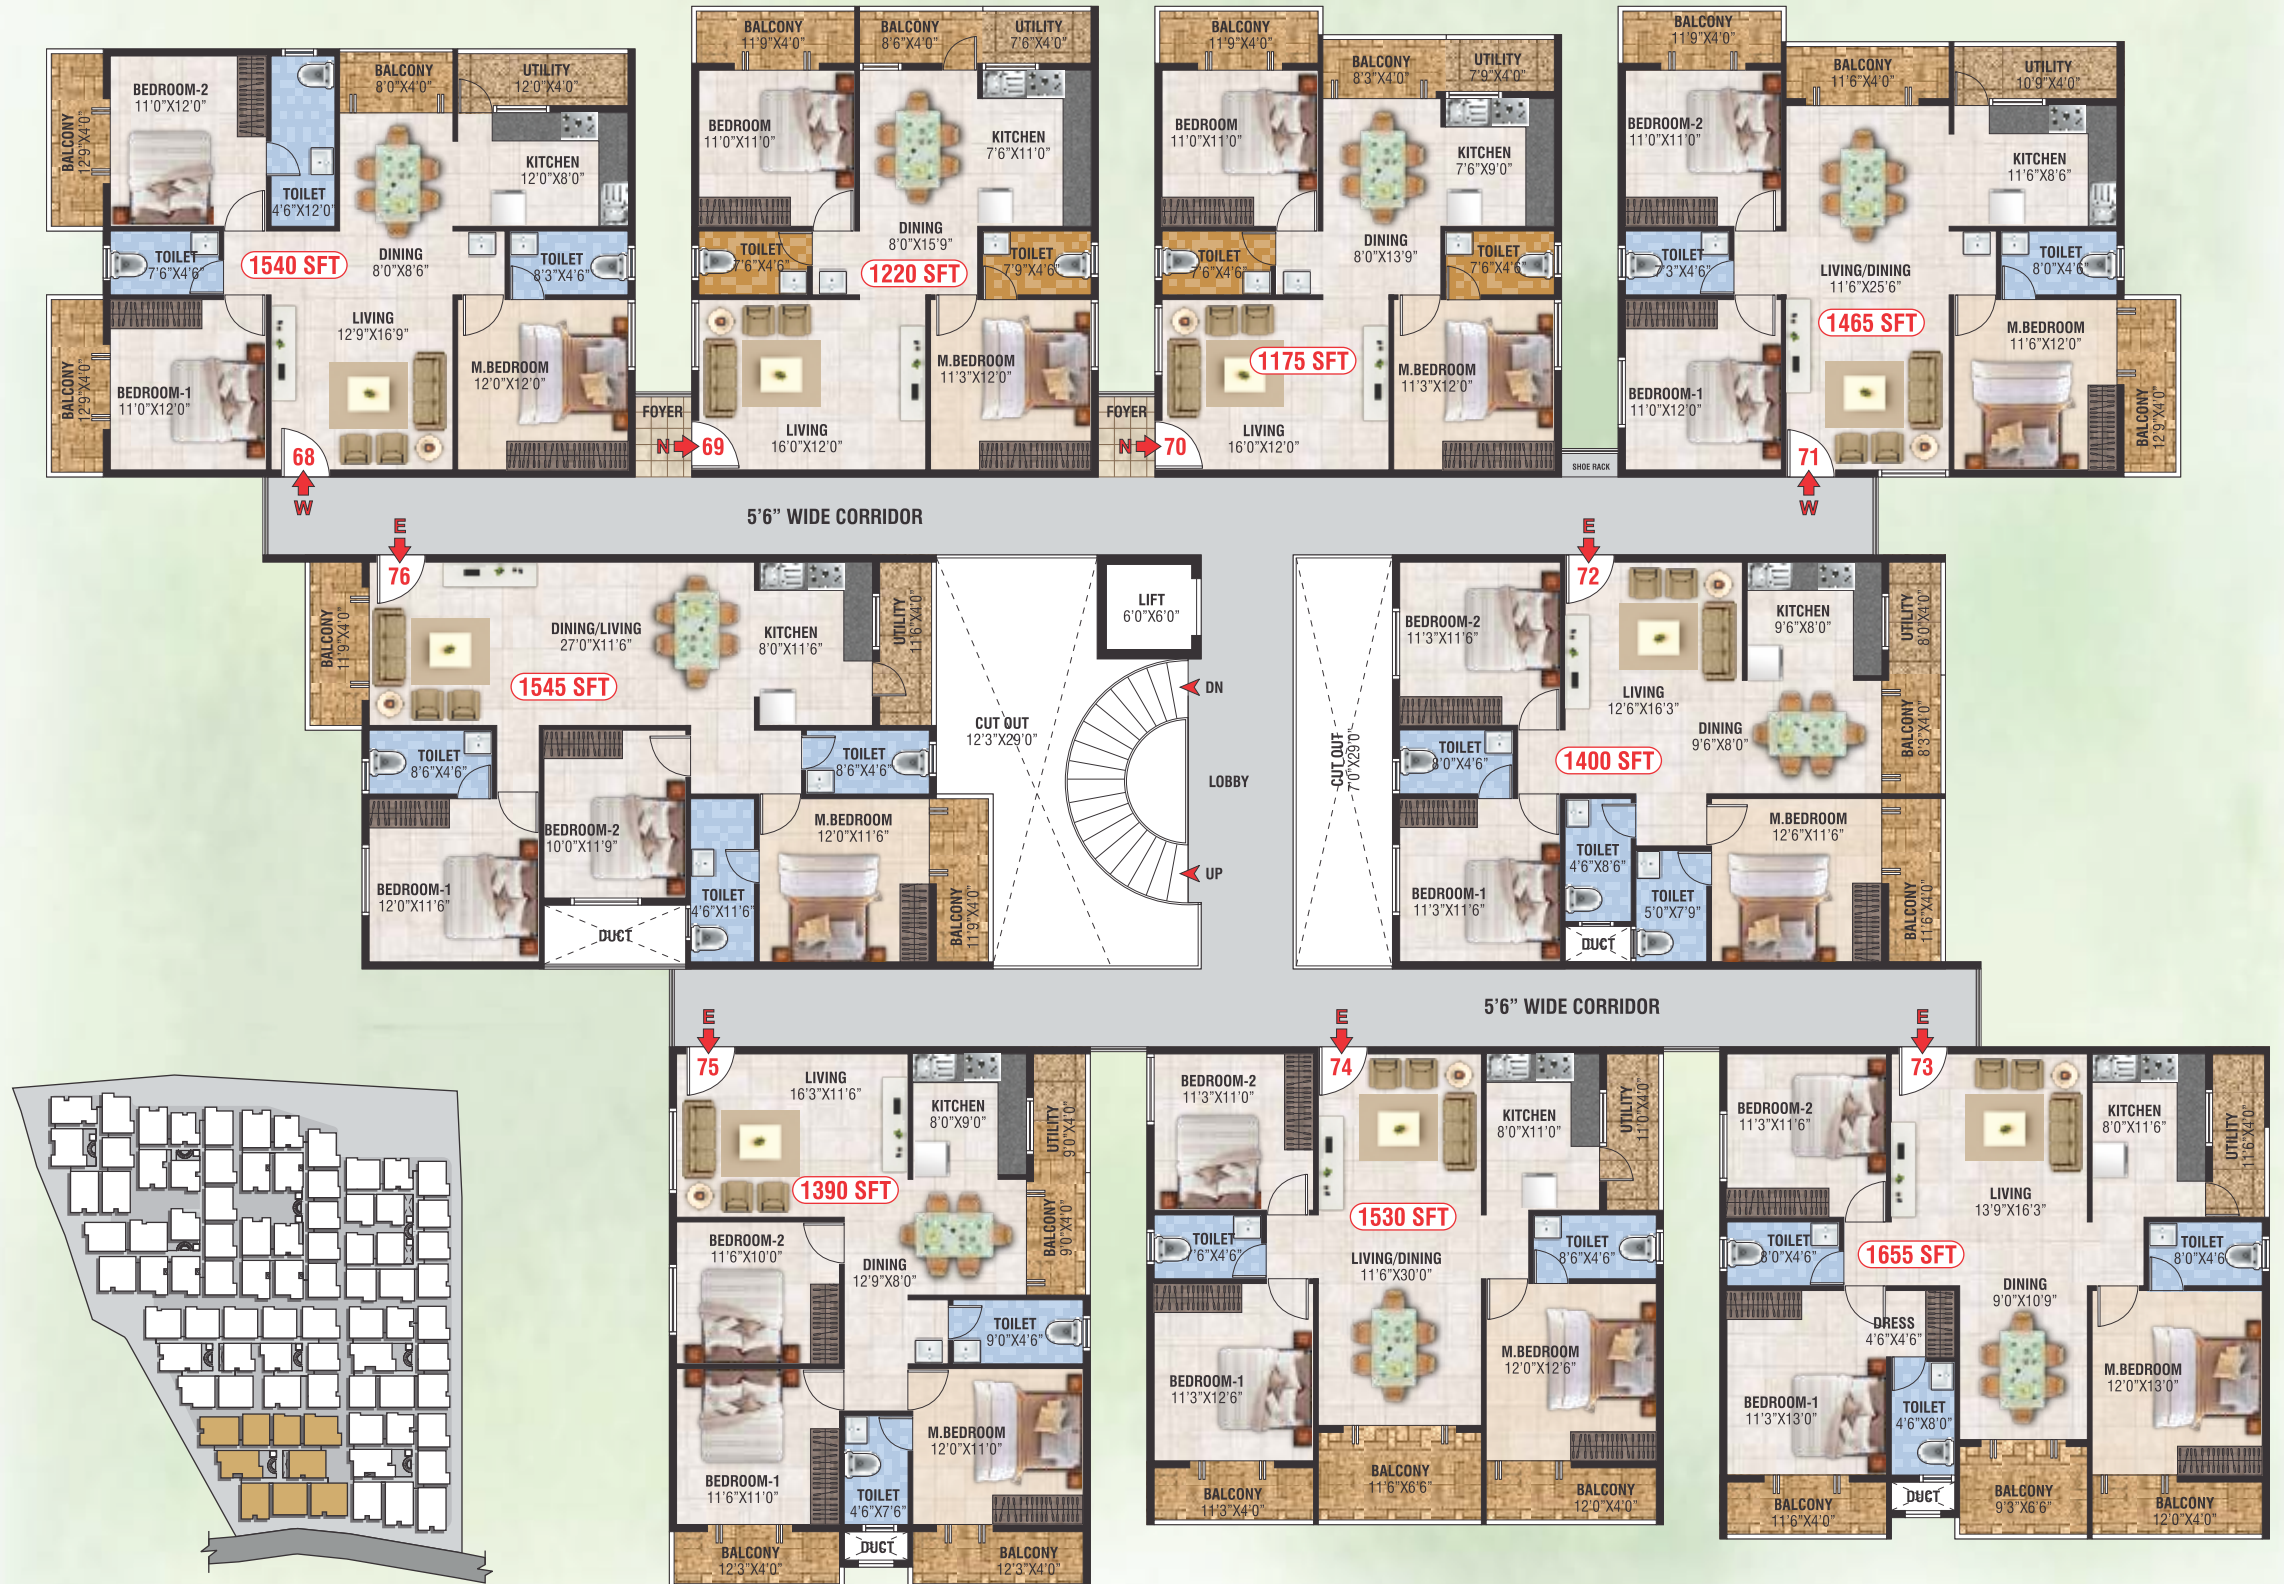 BALCONY
12'9"X4'0"
BEDROOM-2
11'0"X12'0"
TOILET
4'6"X12'0"
BALCONY
8'0"X4'0"
UTILITY
12'0"X4'0"
KITCHEN
12'0"X8'0"
TOILET
7'6"X4'6"
1540 SFT
DINING
8'0"X8'6"
TOILET
8'3"X4'6"
BALCONY
12'9"X4'0"
BEDROOM-1
11'0"X12'0"
LIVING
12'9"X16'9"
M.BEDROOM
12'0"X12'0"
68
W
BALCONY
11'9"X4'0"
BALCONY
8'6"X4'0"
UTILITY
7'6"X4'0"
BEDROOM
11'0"X11'0"
KITCHEN
7'6"X11'0"
DINING
8'0"X15'9"
TOILET
7'6"X4'6"
1220 SFT
TOILET
7'9"X4'6"
M.BEDROOM
11'3"X12'0"
LIVING
16'0"X12'0"
FOYER
N
69
BALCONY
11'9"X4'0"
BALCONY
8'3"X4'0"
UTILITY
7'9"X4'0"
BEDROOM
11'0"X11'0"
KITCHEN
7'6"X9'0"
DINING
8'0"X13'9"
TOILET
7'6"X4'6"
TOILET
7'6"X4'6"
1175 SFT
M.BEDROOM
11'3"X12'0"
LIVING
16'0"X12'0"
FOYER
N
70
SHOE RACK
BALCONY
11'9"X4'0"
BALCONY
11'6"X4'0"
UTILITY
10'9"X4'0"
BEDROOM-2
11'0"X11'0"
KITCHEN
11'6"X8'6"
TOILET
7'3"X4'6"
LIVING/DINING
11'6"X25'6"
TOILET
8'0"X4'6"
1465 SFT
M.BEDROOM
11'6"X12'0"
BEDROOM-1
11'0"X12'0"
BALCONY
12'9"X4'0"
71
W
5'6" WIDE CORRIDOR
E
76
BALCONY
11'9"X4'0"
DINING/LIVING
27'0"X11'6"
KITCHEN
8'0"X11'6"
UTILITY
11'6"X4'0"
1545 SFT
TOILET
8'6"X4'6"
TOILET
8'6"X4'6"
BEDROOM-2
10'0"X11'9"
M.BEDROOM
12'0"X11'6"
BEDROOM-1
12'0"X11'6"
TOILET
4'6"X11'6"
BALCONY
11'9"X4'0"
DUCT
CUT OUT
12'3"X29'0"
LIFT
6'0"X6'0"
DN
LOBBY
UP
CUT OUT
7'0"X29'0"
E
72
BEDROOM-2
11'3"X11'6"
KITCHEN
9'6"X8'0"
UTILITY
8'0"X4'0"
LIVING
12'6"X16'3"
DINING
9'6"X8'0"
BALCONY
8'3"X4'0"
TOILET
8'0"X4'6"
1400 SFT
M.BEDROOM
12'6"X11'6"
TOILET
4'6"X8'6"
BEDROOM-1
11'3"X11'6"
TOILET
5'0"X7'9"
BALCONY
11'6"X4'0"
DUCT
5'6" WIDE CORRIDOR
E
75
LIVING
16'3"X11'6"
KITCHEN
8'0"X9'0"
UTILITY
9'0"X4'0"
1390 SFT
BEDROOM-2
11'6"X10'0"
DINING
12'9"X8'0"
BALCONY
9'0"X4'0"
TOILET
9'0"X4'6"
M.BEDROOM
12'0"X11'0"
BEDROOM-1
11'6"X11'0"
TOILET
4'6"X7'6"
DUCT
BALCONY
12'3"X4'0"
BALCONY
12'3"X4'0"
E
74
BEDROOM-2
11'3"X11'0"
KITCHEN
8'0"X11'0"
UTILITY
11'0"X4'0"
1530 SFT
TOILET
7'6"X4'6"
LIVING/DINING
11'6"X30'0"
TOILET
8'6"X4'6"
M.BEDROOM
12'0"X12'6"
BEDROOM-1
11'3"X12'6"
BALCONY
11'3"X4'0"
BALCONY
11'6"X6'6"
BALCONY
12'0"X4'0"
E
73
BEDROOM-2
11'3"X11'6"
KITCHEN
8'0"X11'6"
UTILITY
11'6"X4'0"
LIVING
13'9"X16'3"
TOILET
8'0"X4'6"
1655 SFT
TOILET
8'0"X4'6
DINING
9'0"X10'9"
DRESS
4'6"X4'6"
M.BEDROOM
12'0"X13'0"
BEDROOM-1
11'3"X13'0"
TOILET
4'6"X8'0"
DUCT
BALCONY
11'6"X4'0"
BALCONY
9'3"X6'6"
BALCONY
12'0"X4'0"